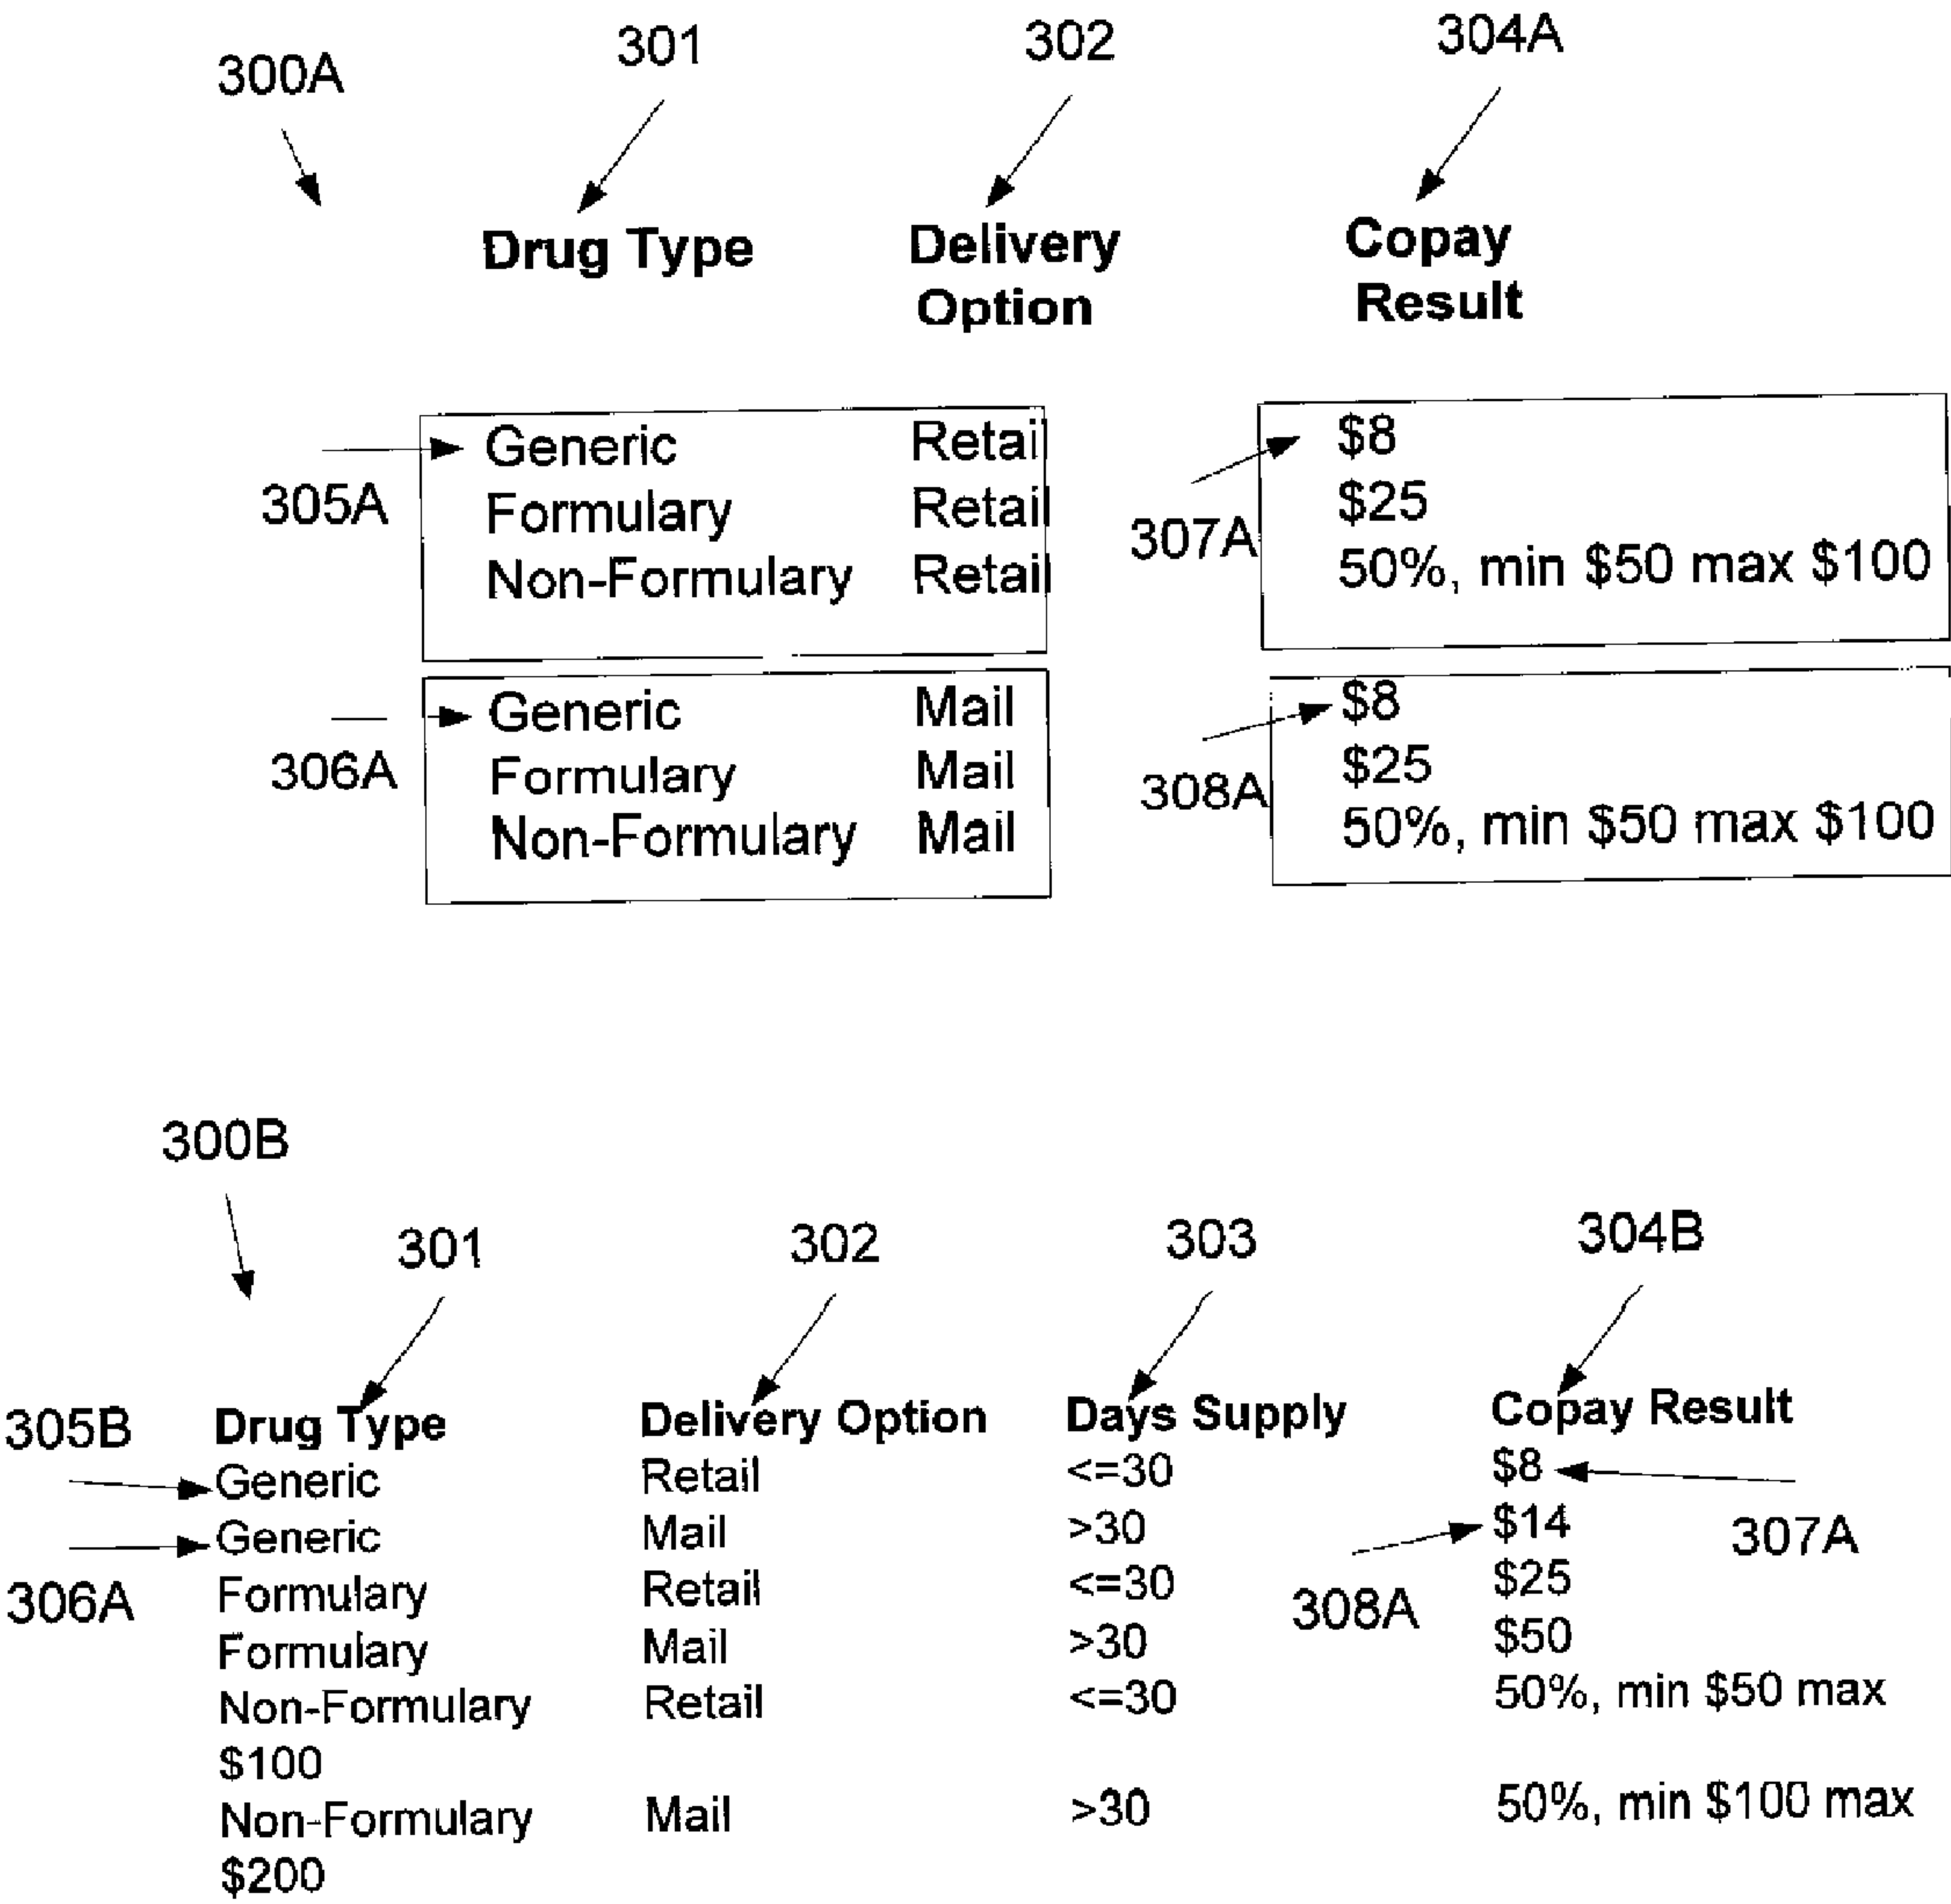 300A 301 302 304A
Drug Type Delivery Option Copay Result
305A Generic Retail 307A $8
Formulary Retail $25
Non-Formulary Retail 50%, min $50 max $100
306A Generic Mail 308A $8
Formulary Mail $25
Non-Formulary Mail 50%, min $50 max $100
300B
301 302 303 304B
305B Drug Type Delivery Option Days Supply Copay Result
Generic Retail <=30 $8
Generic Mail >30 $14 307A
306A Formulary Retail <=30 308A $25
Formulary Mail >30 $50
Non-Formulary Retail <=30 50%, min $50 max
$100
Non-Formulary Mail >30 50%, min $100 max
$200